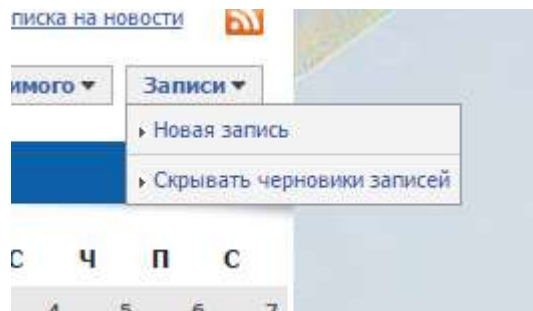 писка на новости
имого Записи
Новая запись
Скрывать черновики записей
С Ч П С
4 5 6 7